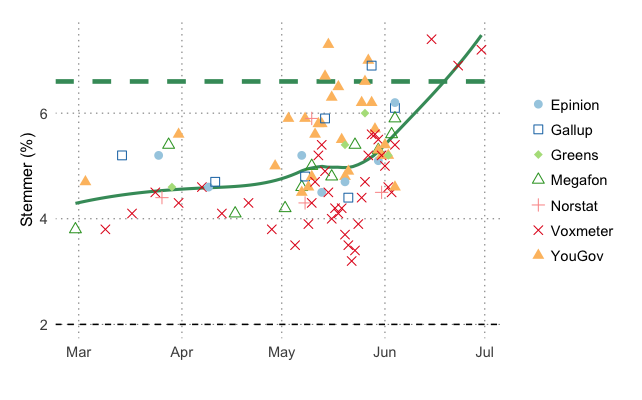 Stemmer (%)
6
4
2
Mar Apr May Jun Jul
Epinion
Gallup
Greens
Megafon
Norstat
Voxmeter
YouGov